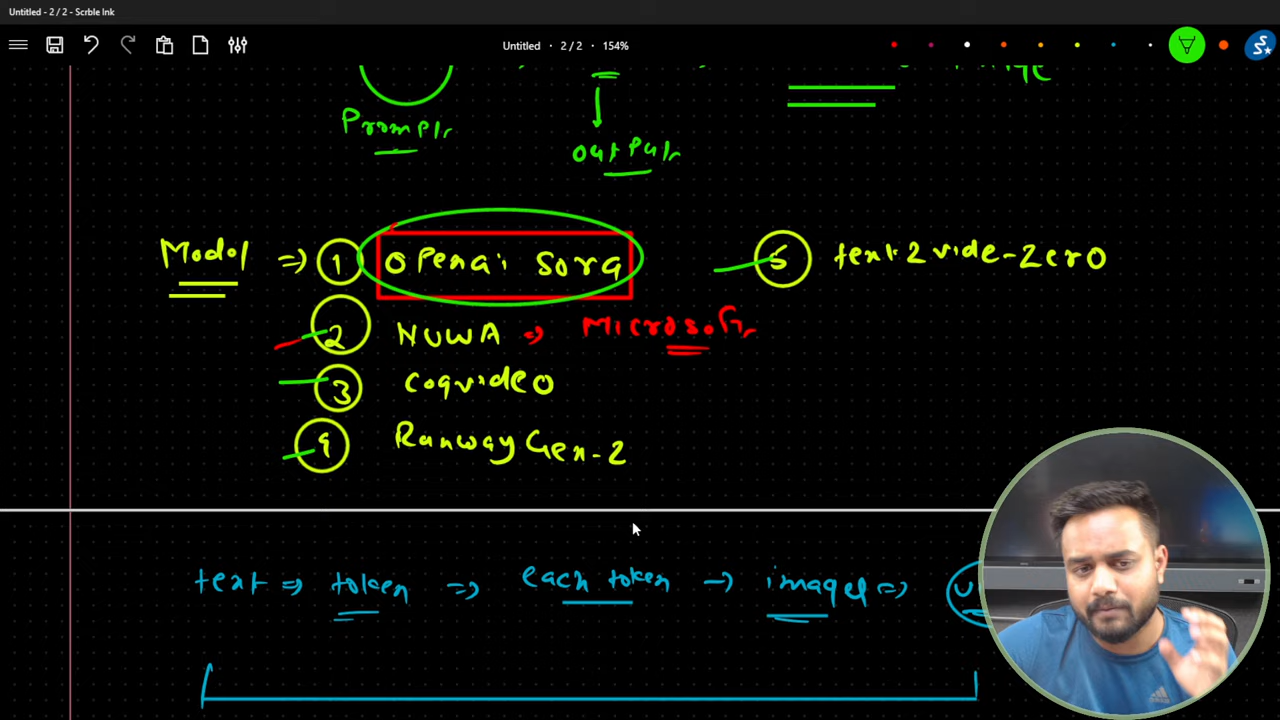 Untitled - 2 / 2 - Scrble Ink
Untitled • 2 / 2 • 154%
Prompt
output
Model => 1 openai Sora
2 NUWA => Microsoft
3 cogvideo
4 Runway Gen-2
5 text2vide-Zero
text => token => each token -> images =>